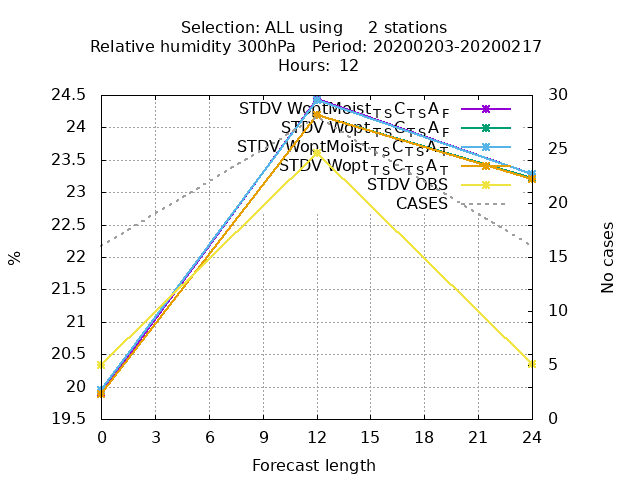 Selection: ALL using 2 stations
Relative humidity 300hPa Period: 20200203-20200217
Hours: 12
24.5
24
23.5
23
22.5
22
21.5
21
20.5
20
19.5
%
STDV WoptMoist_TS C_TS A_F
STDV Wopt_TS C_TS A_F
STDV WoptMoist_TS C_TS A_T
STDV Wopt_TS C_TS A_T
STDV OBS
CASES
30
25
20
15
10
5
0
No cases
0 3 6 9 12 15 18 21 24
Forecast length